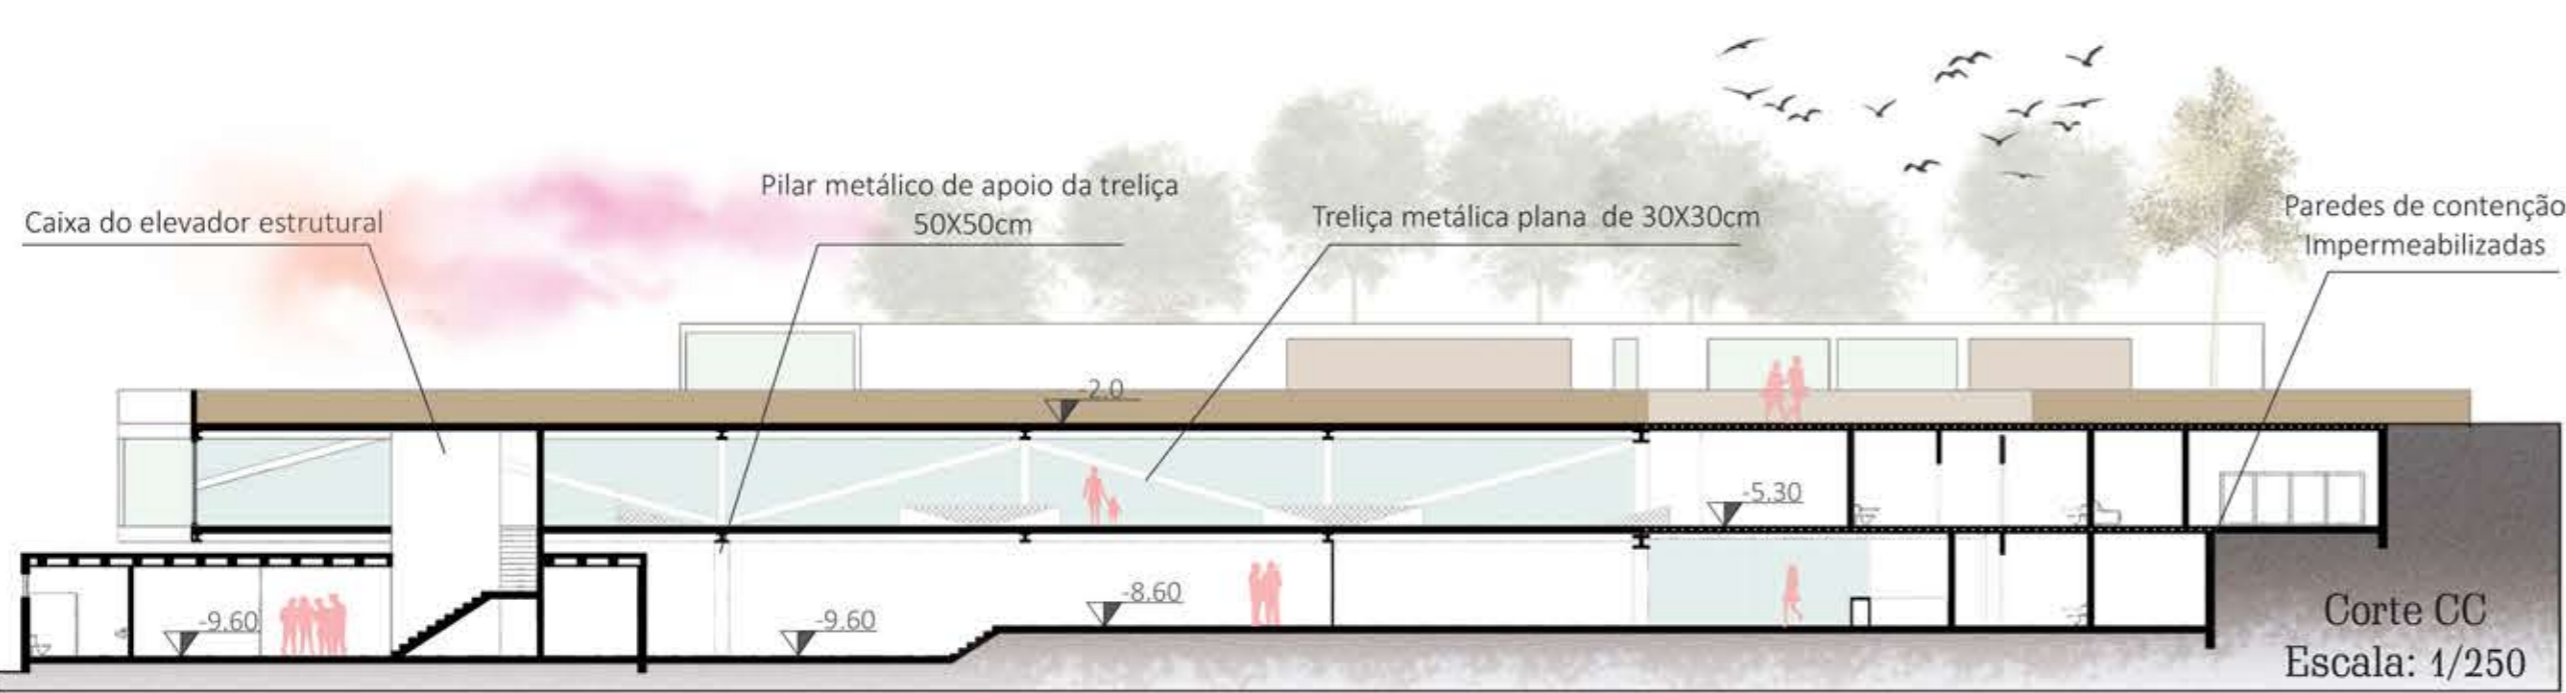 Caixa do elevador estrutural
Pilar metálico de apoio da treliça
50X50cm
Treliça metálica plana de 30X30cm
Paredes de contenção
Impermeabilizadas
-2.0
-5.30
-8.60
-9.60
-9.60
Corte CC
Escala: 1/250